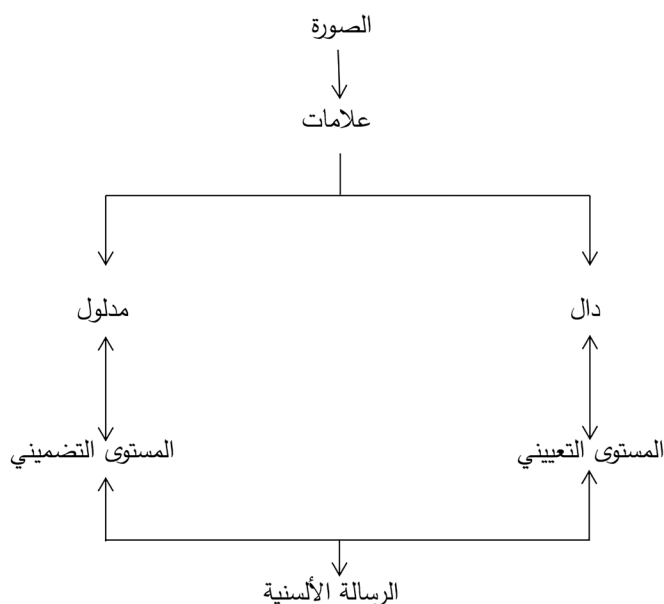 الصورة
علامات
دال
مدلول
المستوى التعييني
المستوى التضميني
الرسالة الألسنية